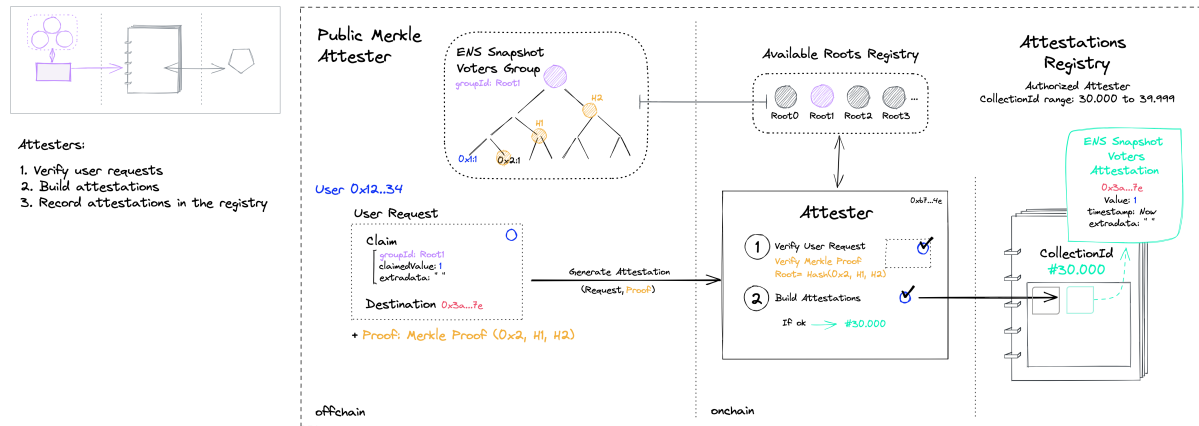 Attesters:
1. Verify user requests
2. Build attestations
3. Record attestations in the registry
Public Merkle
Attester
ENS Snapshot
Voters Group
groupId: Root1
H2
H1
0x1:1
0x2:1
User 0x12..34
User Request
Claim
groupId: Root1
claimedValue: 1
extradata: " "
Destination 0x3a...7e
+ Proof: Merkle Proof (0x2, H1, H2)
offchain
Generate Attestation
(Request, Proof)
Available Roots Registry
Root0 Root1 Root2 Root3 ...
0xb7...4e
Attester
1 Verify User Request
Verify Merkle Proof
Root= Hash(0x2, H1, H2)
2 Build Attestations
If ok #30.000
onchain
Attestations
Registry
Authorized Attester
CollectionId range: 30.000 to 39.999
ENS Snapshot
Voters
Attestation
0x3a...7e
Value: 1
timestamp: Now
extradata: " "
CollectionId
#30.000